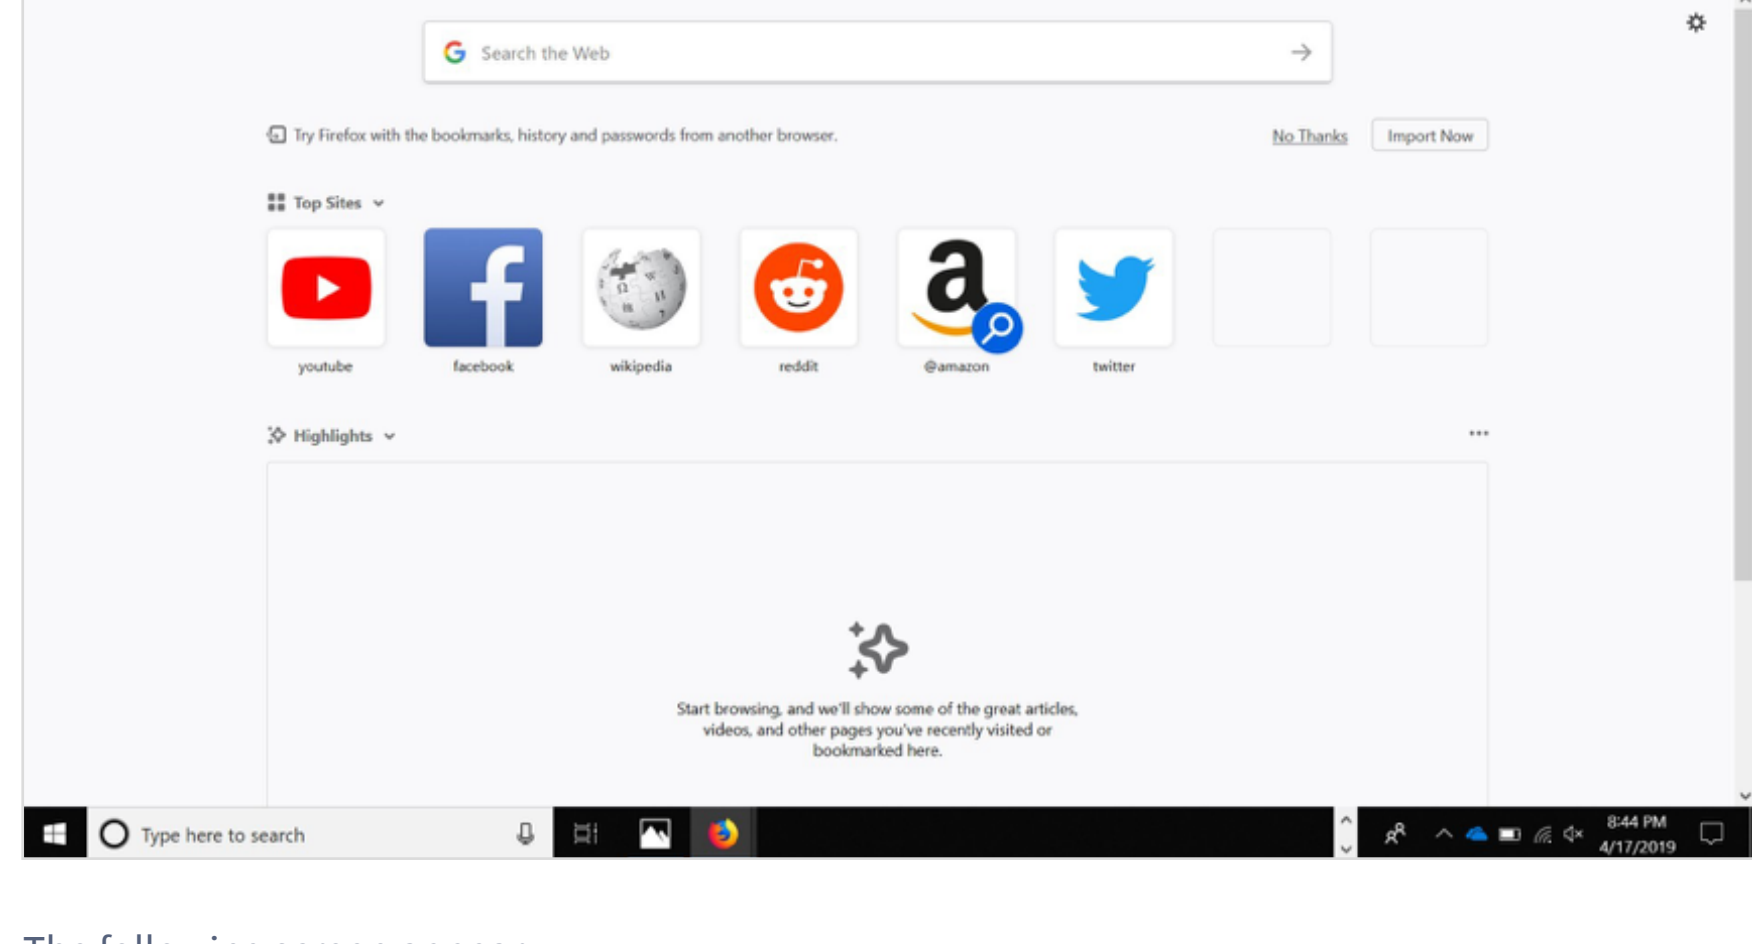 Search the Web
Try Firefox with the bookmarks, history and passwords from another browser.
No Thanks
Import Now
Top Sites
youtube
facebook
wikipedia
reddit
@amazon
twitter
Highlights
Start browsing, and we'll show some of the great articles,
videos, and other pages you've recently visited or
bookmarked here.
Type here to search
8:44 PM
4/17/2019